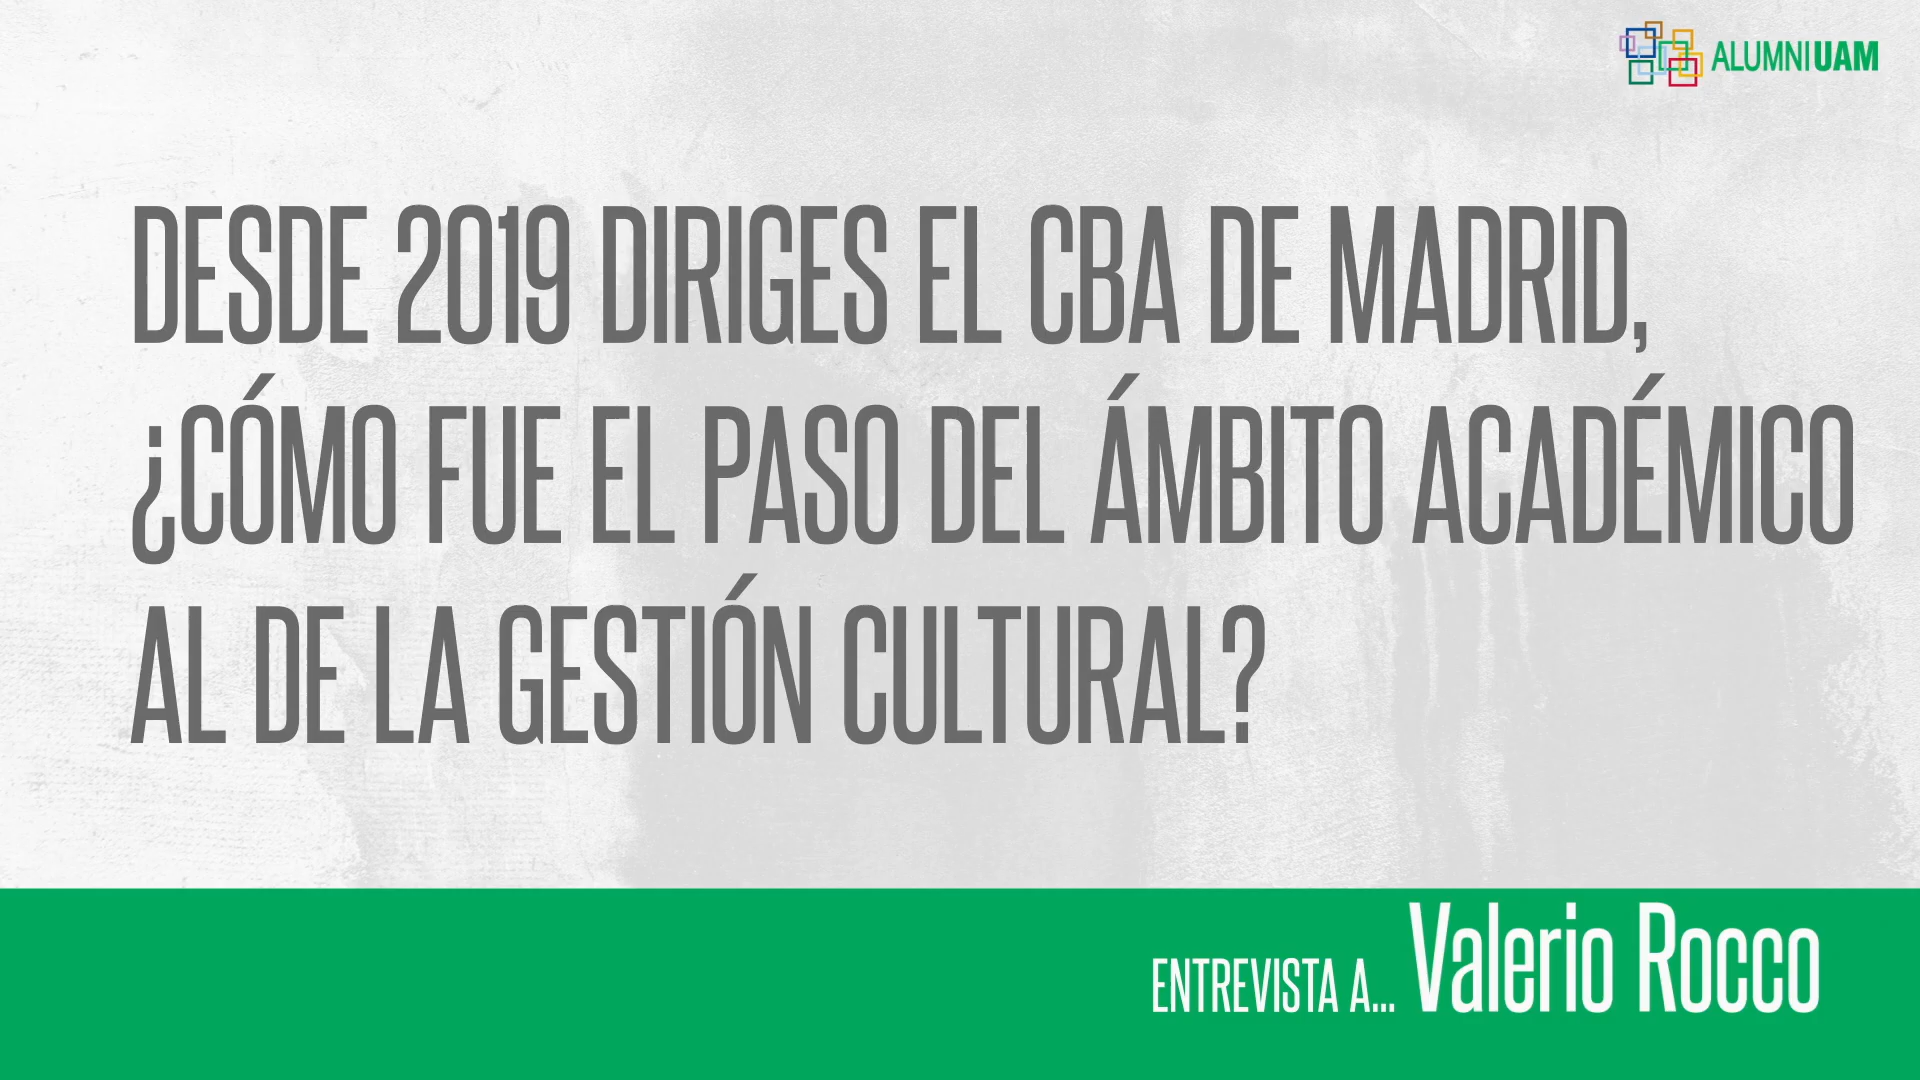 ALUMNIUAM
DESDE 2019 DIRIGES EL CBA DE MADRID,
¿CÓMO FUE EL PASO DEL ÁMBITO ACADÉMICO
AL DE LA GESTIÓN CULTURAL?
ENTREVISTA A... Valerio Rocco